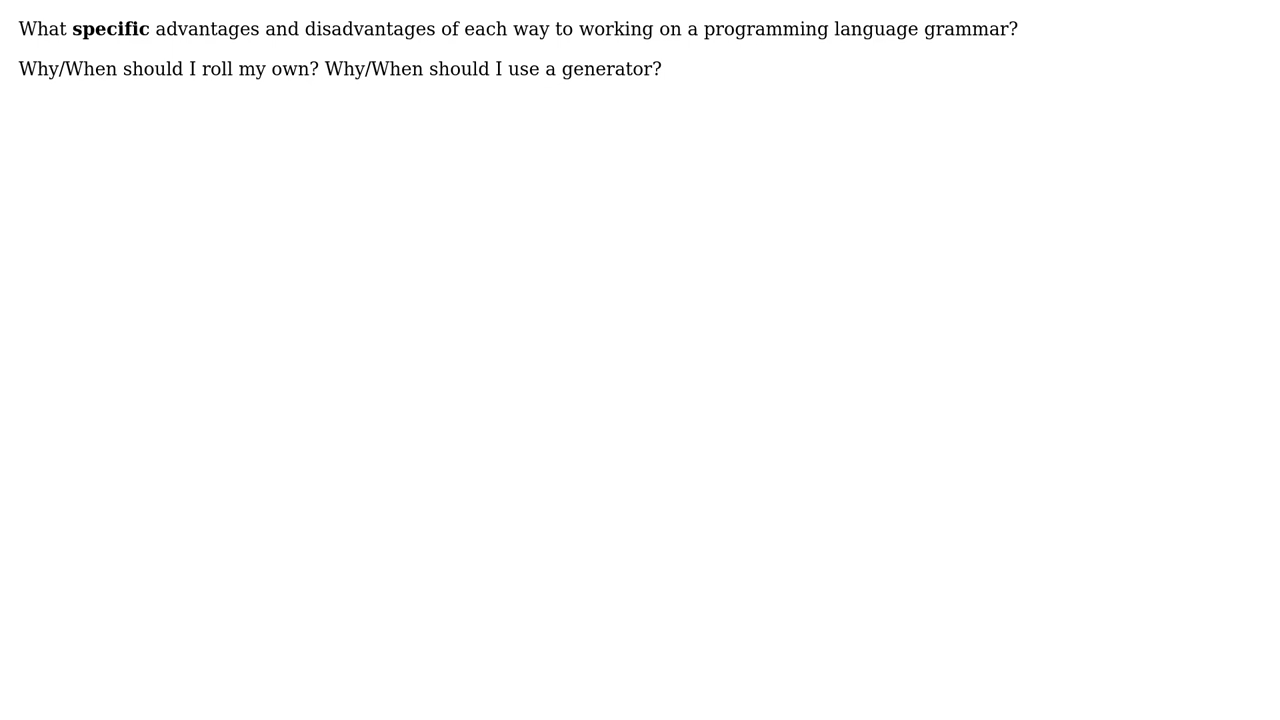 What specific advantages and disadvantages of each way to working on a programming language grammar?
Why/When should I roll my own? Why/When should I use a generator?